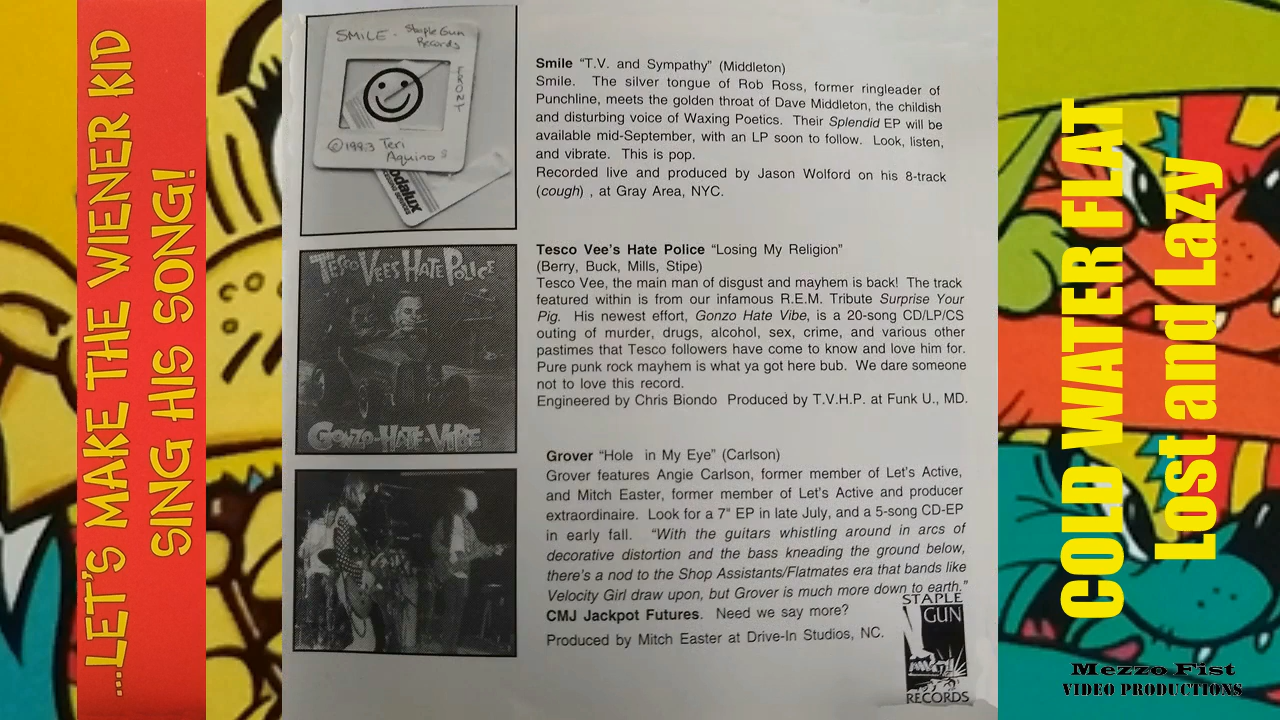 ...LET'S MAKE THE WIENER KID
SING HIS SONG!
SMILE - Staple Gun
Records
©1993 Teri
Aquino
Smile "T.V. and Sympathy" (Middleton)
Smile. The silver tongue of Rob Ross, former ringleader of
Punchline, meets the golden throat of Dave Middleton, the childish
and disturbing voice of Waxing Poetics. Their Splendid EP will be
available mid-September, with an LP soon to follow. Look, listen,
and vibrate. This is pop.
Recorded live and produced by Jason Wolford on his 8-track
(cough) , at Gray Area, NYC.
TESCO VEE'S HATE POLICE
GONZO-HATE-VIBE
Tesco Vee's Hate Police "Losing My Religion"
(Berry, Buck, Mills, Stipe)
Tesco Vee, the main man of disgust and mayhem is back! The track
featured within is from our infamous R.E.M. Tribute Surprise Your
Pig. His newest effort, Gonzo Hate Vibe, is a 20-song CD/LP/CS
outing of murder, drugs, alcohol, sex, crime, and various other
pastimes that Tesco followers have come to know and love him for.
Pure punk rock mayhem is what ya got here bub. We dare someone
not to love this record.
Engineered by Chris Biondo Produced by T.V.H.P. at Funk U., MD.
Grover "Hole in My Eye" (Carlson)
Grover features Angie Carlson, former member of Let's Active,
and Mitch Easter, former member of Let's Active and producer
extraordinaire. Look for a 7" EP in late July, and a 5-song CD-EP
in early fall. "With the guitars whistling around in arcs of
decorative distortion and the bass kneading the ground below,
there's a nod to the Shop Assistants/Flatmates era that bands like
Velocity Girl draw upon, but Grover is much more down to earth."
CMJ Jackpot Futures. Need we say more?
Produced by Mitch Easter at Drive-In Studios, NC.
STAPLE
GUN
RECORDS
COLD WATER FLAT
Lost and Lazy
Mezzo Fist
VIDEO PRODUCTIONS